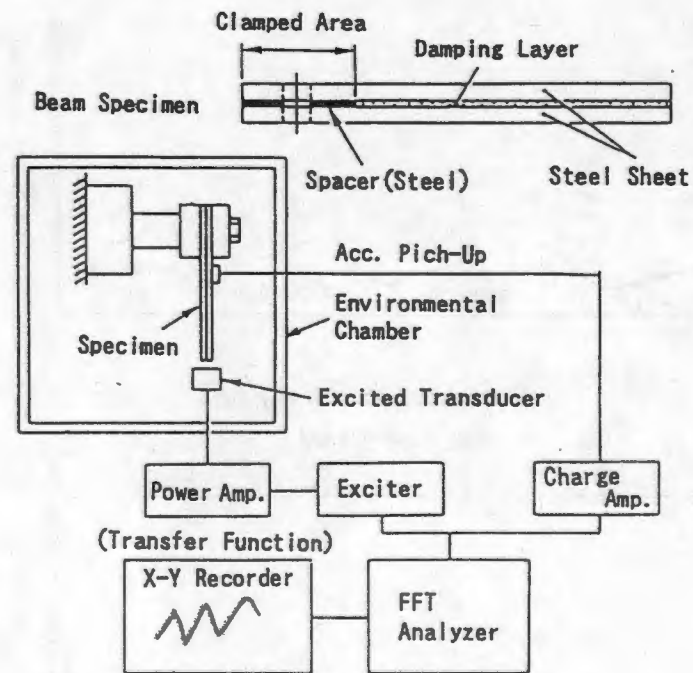 Clamped Area
Damping Layer
Beam Specimen
Spacer(Steel)
Steel Sheet
Acc. Pich-Up
Environmental
Chamber
Specimen
Excited Transducer
Power Amp.
Exciter
Charge
Amp.
(Transfer Function)
X-Y Recorder
FFT
Analyzer